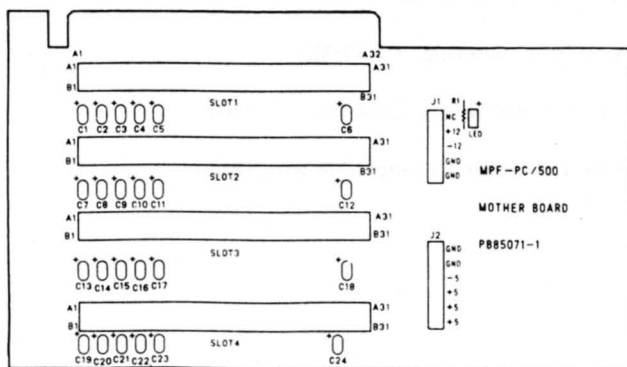 A1 A32
A1 A31
B1 B31
SLOT1
C1 C2 C3 C4 C5 C6
A1 A31
B1 B31
SLOT2
C7 C8 C9 C10 C11 C12
A1 A31
B1 B31
SLOT3
C13 C14 C15 C16 C17 C18
A1 A31
B1 B31
SLOT4
C19 C20 C21 C22 C23 C24
J1 R1 +
NC LED
+12
-12
GND
GND
MPF-PC/500
MOTHER BOARD
PB85071-1
J2
GND
GND
-5
+5
+5
+5